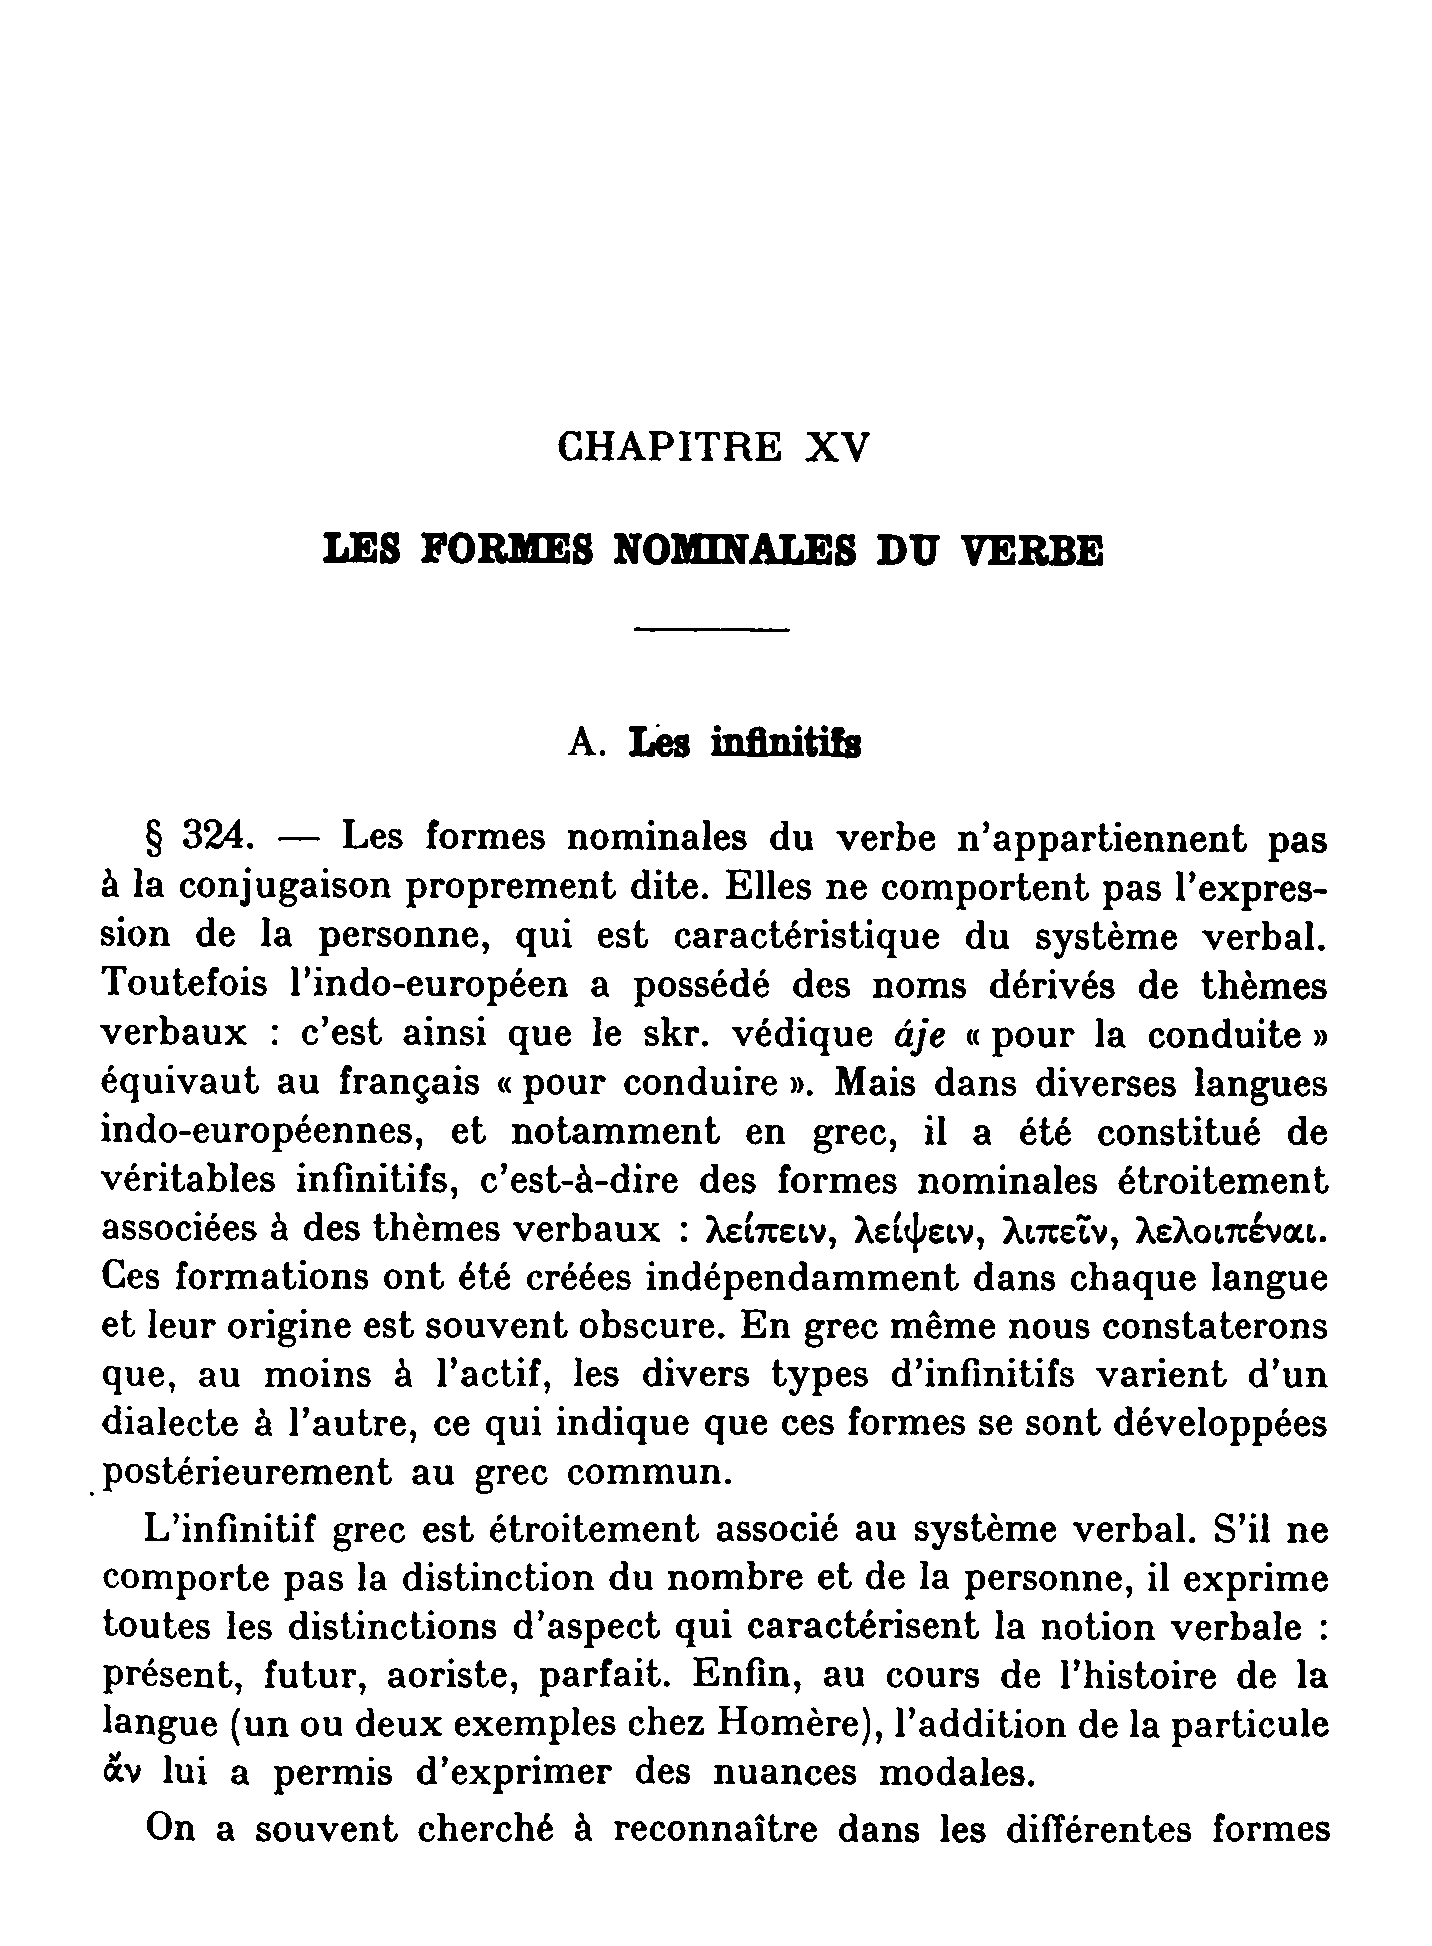 CHAPITRE XV
LES FORMES NOMINALES DU VERBE
A. Les infinitifs
§ 324. — Les formes nominales du verbe n'appartiennent pas
à la conjugaison proprement dite. Elles ne comportent pas l'expres-
sion de la personne, qui est caractéristique du système verbal.
Toutefois l'indo-européen a possédé des noms dérivés de thèmes
verbaux : c'est ainsi que le skr. védique áje « pour la conduite »
équivaut au français « pour conduire ». Mais dans diverses langues
indo-européennes, et notamment en grec, il a été constitué de
véritables infinitifs, c'est-à-dire des formes nominales étroitement
associées à des thèmes verbaux : λείπειν, λείψειν, λιπεῖν, λελοιπέναι.
Ces formations ont été créées indépendamment dans chaque langue
et leur origine est souvent obscure. En grec même nous constaterons
que, au moins à l'actif, les divers types d'infinitifs varient d'un
dialecte à l'autre, ce qui indique que ces formes se sont développées
postérieurement au grec commun.
L'infinitif grec est étroitement associé au système verbal. S'il ne
comporte pas la distinction du nombre et de la personne, il exprime
toutes les distinctions d'aspect qui caractérisent la notion verbale :
présent, futur, aoriste, parfait. Enfin, au cours de l'histoire de la
langue (un ou deux exemples chez Homère), l'addition de la particule
ἄν lui a permis d'exprimer des nuances modales.
On a souvent cherché à reconnaître dans les différentes formes